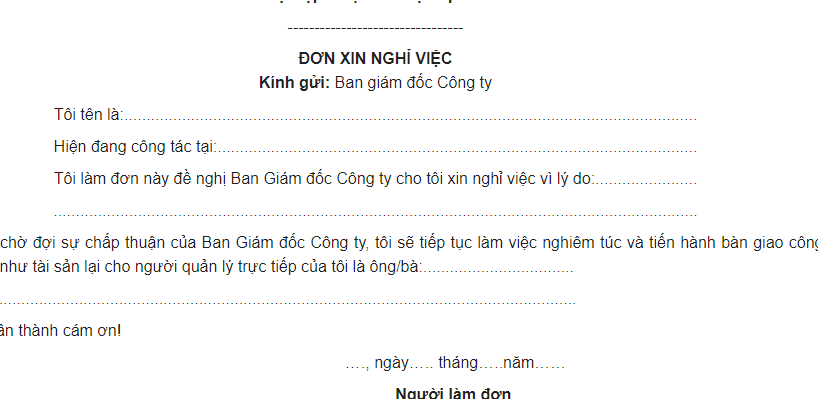 ---------------------------------
ĐƠN XIN NGHỈ VIỆC
Kính gửi: Ban giám đốc Công ty
Tôi tên là:.................................................................................................................................
Hiện đang công tác tại:............................................................................................................
Tôi làm đơn này đề nghị Ban Giám đốc Công ty cho tôi xin nghỉ việc vì lý do:.......................
.................................................................................................................................................
chờ đợi sự chấp thuận của Ban Giám đốc Công ty, tôi sẽ tiếp tục làm việc nghiêm túc và tiến hành bàn giao công
như tài sản lại cho người quản lý trực tiếp của tôi là ông/bà:..................................
..................................................................................................................................
ân thành cám ơn!
…., ngày….. tháng…..năm……
Người làm đơn